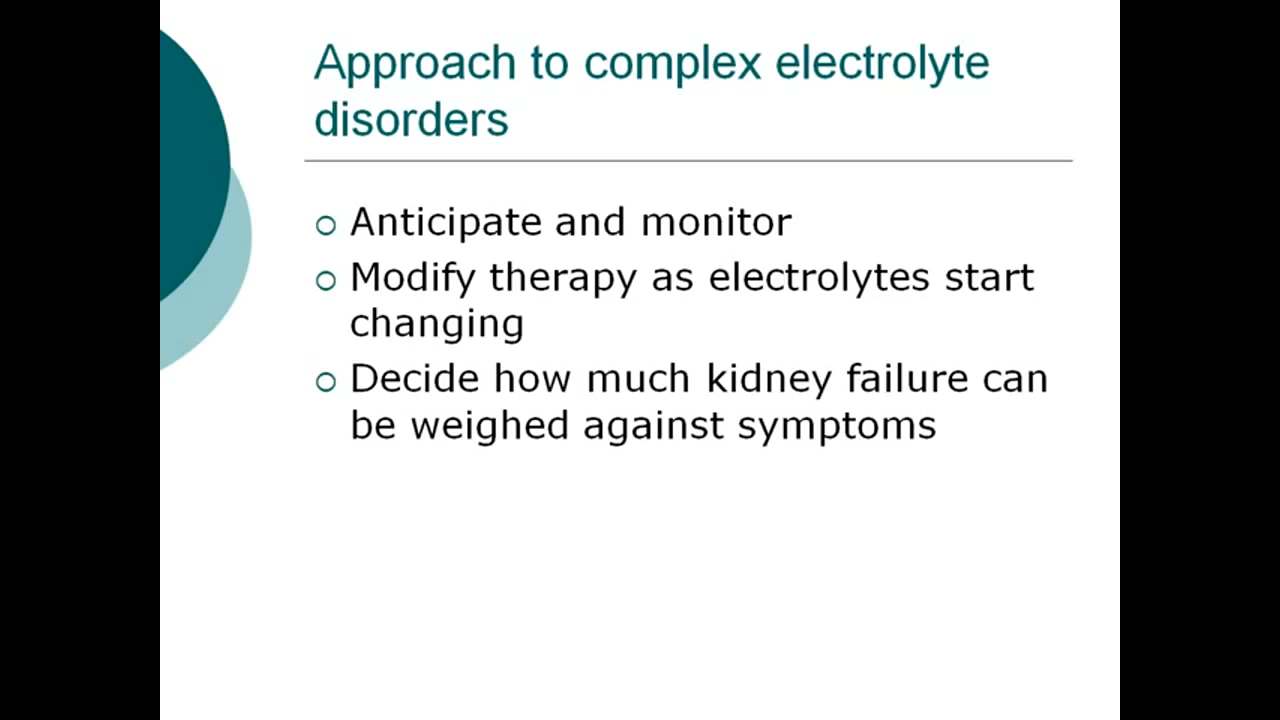 Approach to complex electrolyte
disorders
Anticipate and monitor
Modify therapy as electrolytes start
changing
Decide how much kidney failure can
be weighed against symptoms